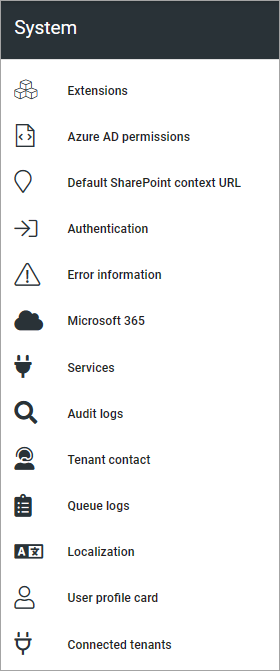 System
Extensions
Azure AD permissions
Default SharePoint context URL
Authentication
Error information
Microsoft 365
Services
Audit logs
Tenant contact
Queue logs
Localization
User profile card
Connected tenants